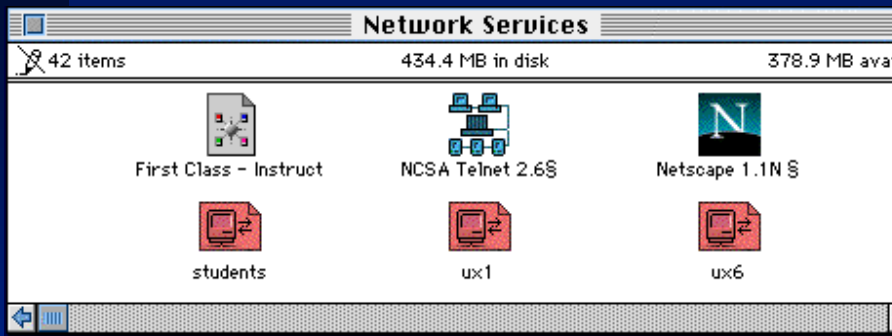 Network Services
42 items 434.4 MB in disk 378.9 MB ava
First Class - Instruct NCSA Telnet 2.6§ Netscape 1.1N §
students ux1 ux6